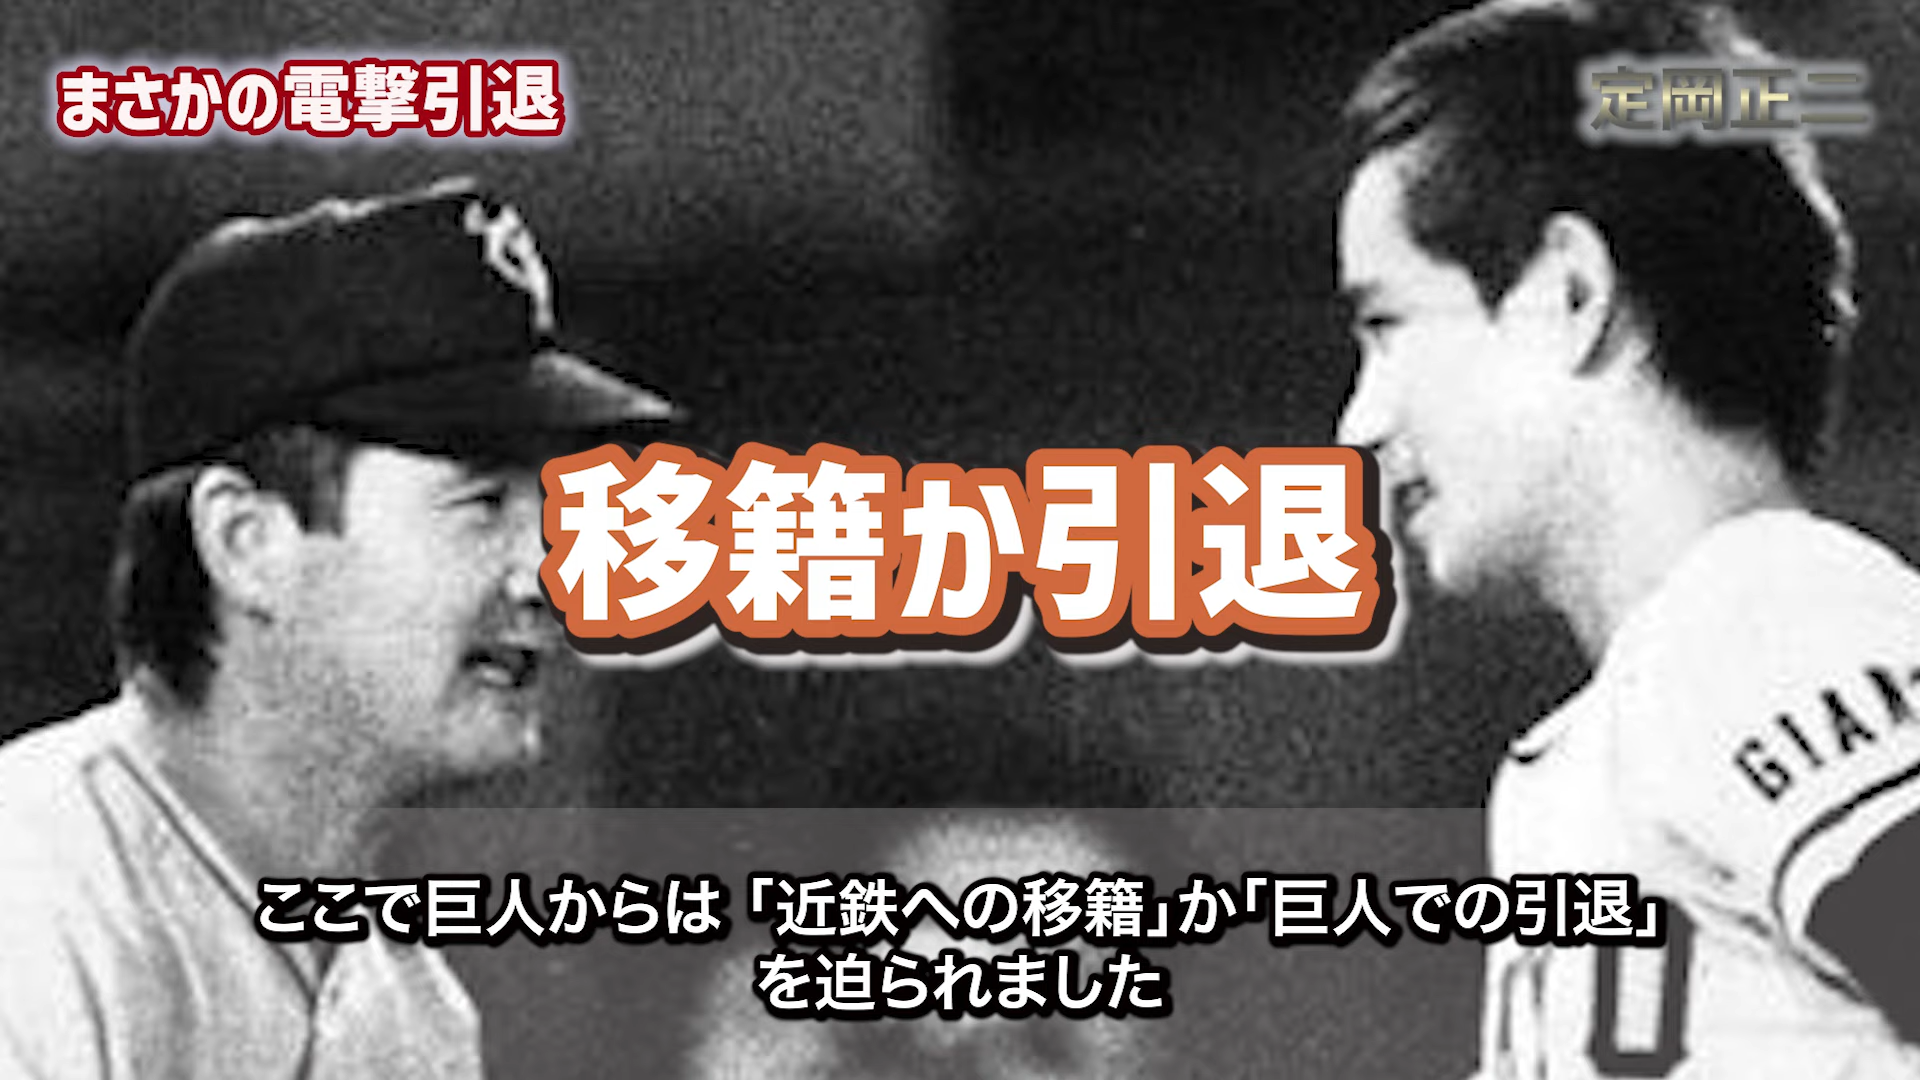 まさかの電撃引退
定岡正二
移籍か引退
GIAN
ここで巨人からは「近鉄への移籍」か「巨人での引退」
を迫られました